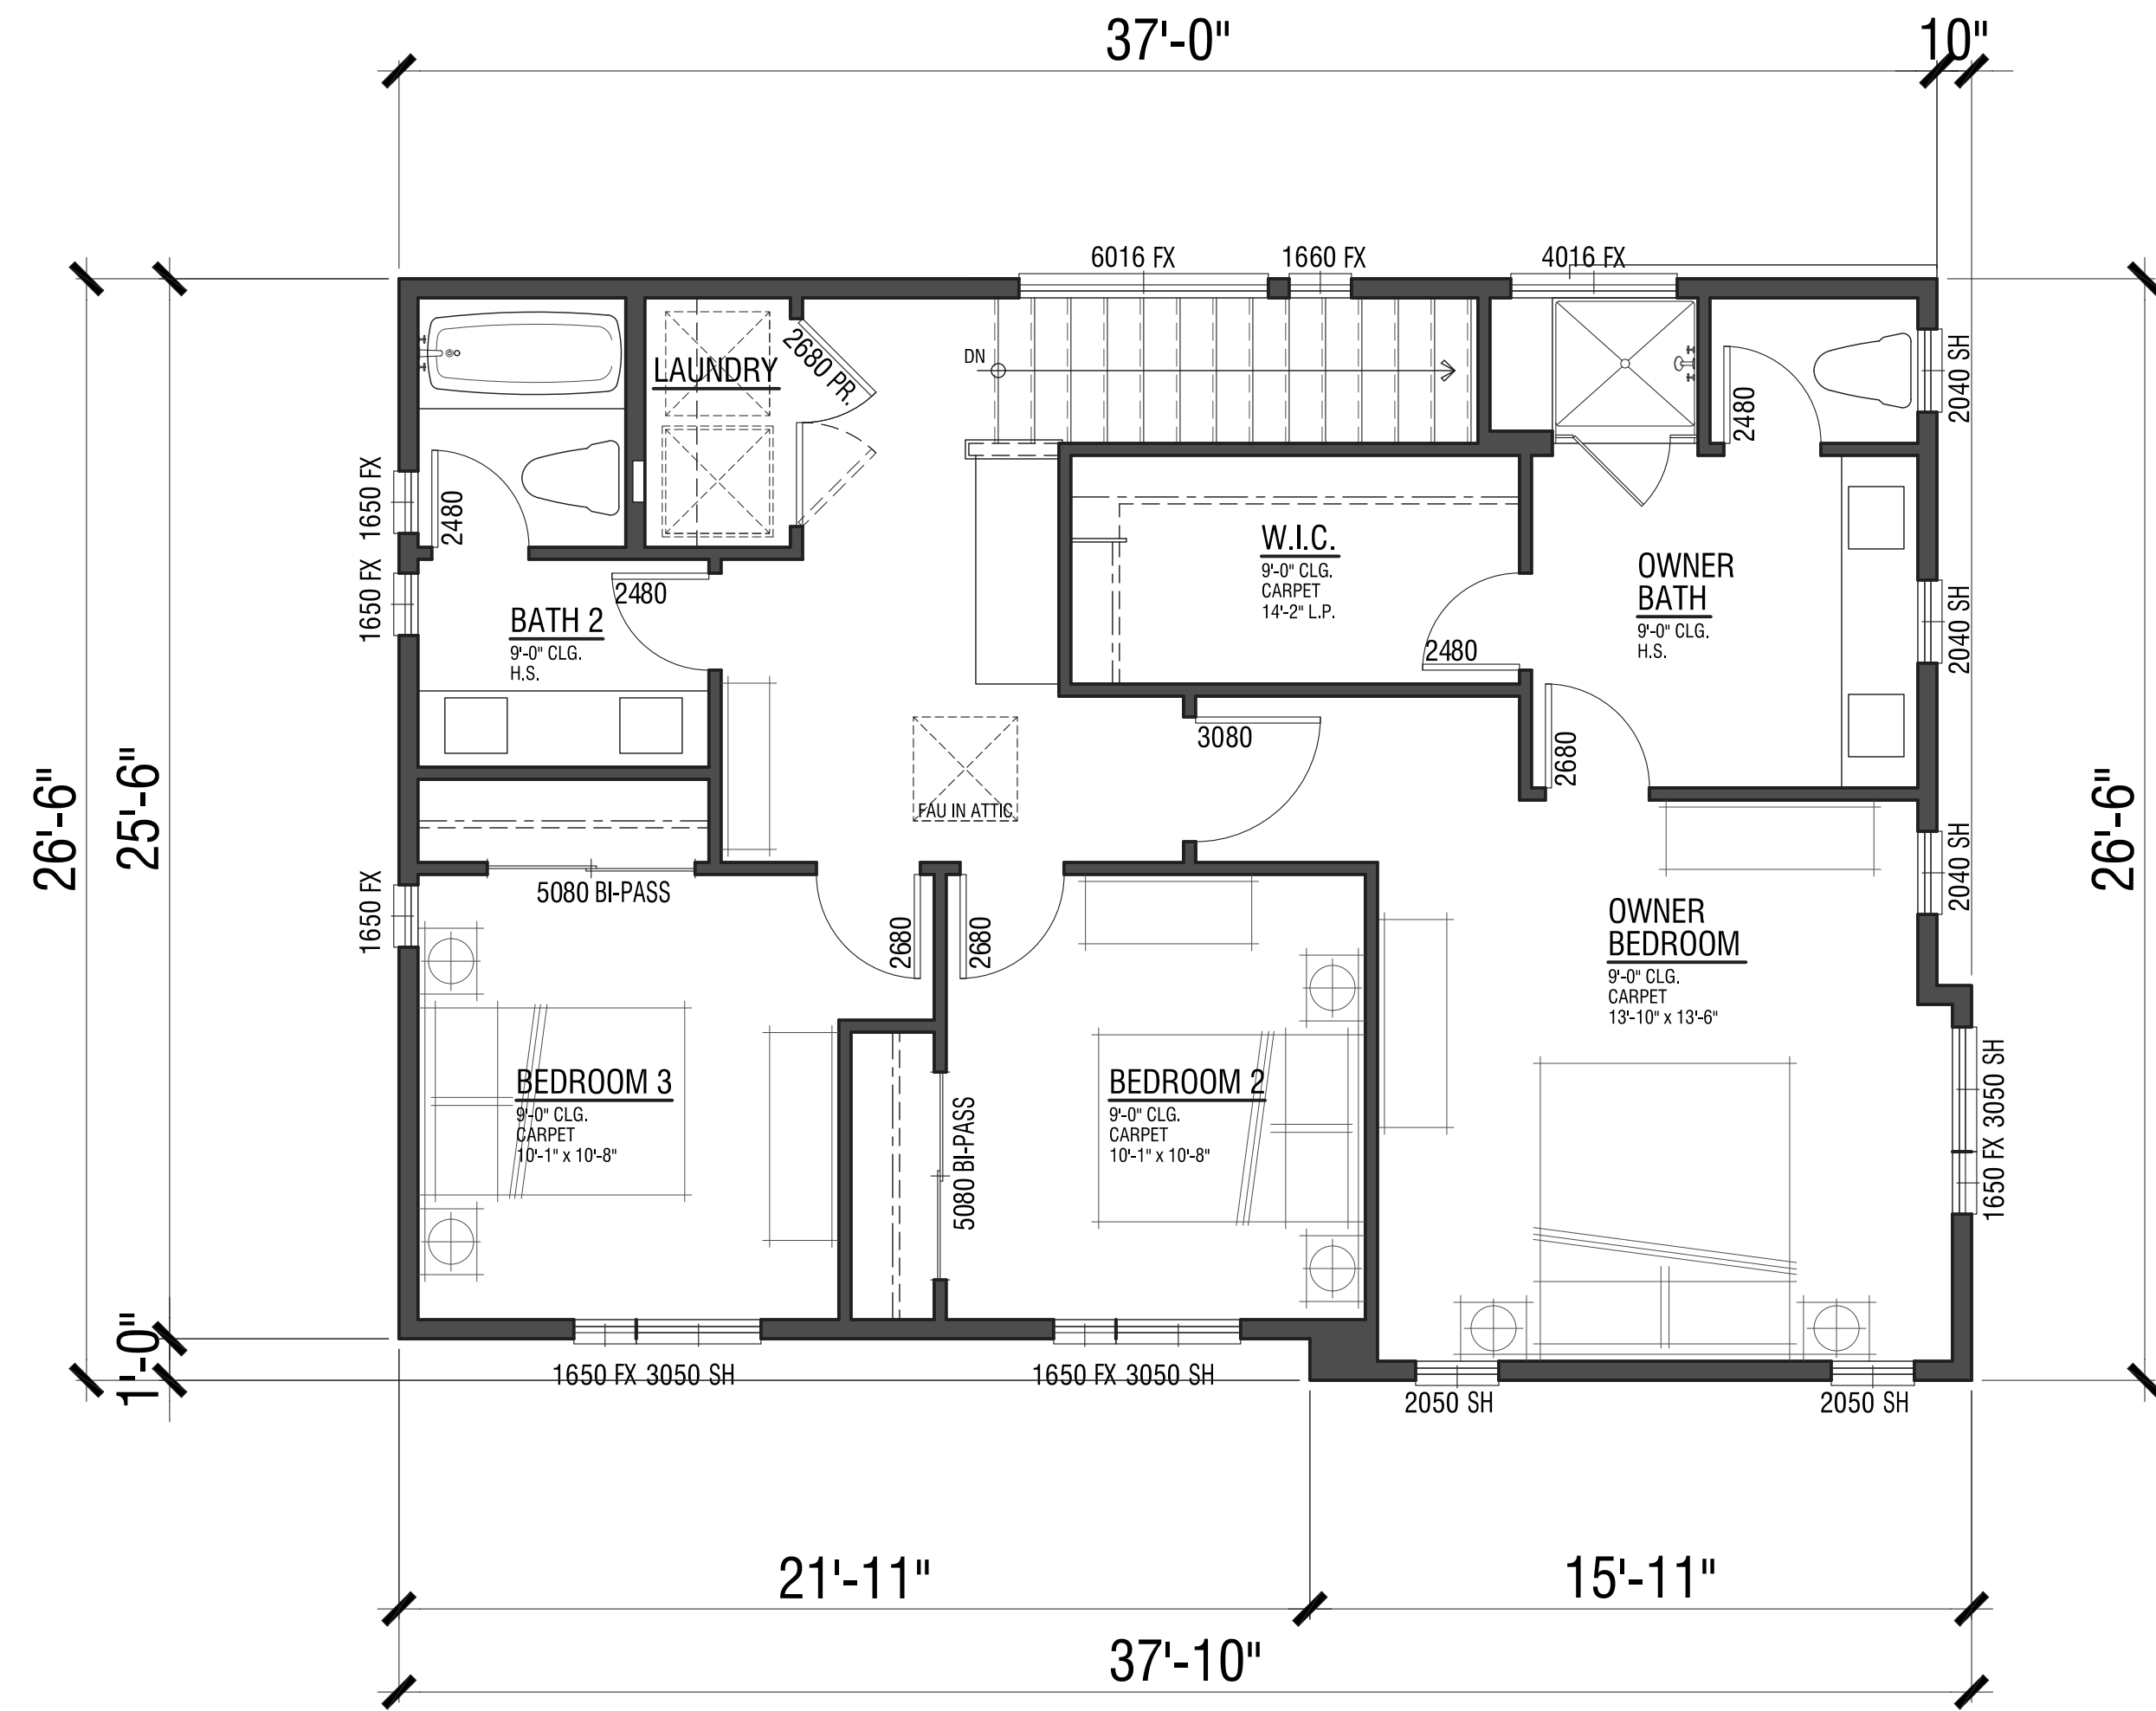 37'-0"
10"
6016 FX
1660 FX
4016 FX
DN
LAUNDRY
2680 PR.
2480
2040 SH
1650 FX
2480
1650 FX
2480
BATH 2
9'-0" CLG.
H.S.
W.I.C.
9'-0" CLG.
CARPET
14'-2" L.P.
2480
OWNER
BATH
9'-0" CLG.
H.S.
2040 SH
3080
2680
26'-6"
25'-6"
26'-6"
FAU IN ATTIC
5080 BI-PASS
1650 FX
2680
2680
2040 SH
OWNER
BEDROOM
9'-0" CLG.
CARPET
13'-10" x 13'-6"
BEDROOM 3
9'-0" CLG.
CARPET
10'-1" x 10'-8"
5080 BI-PASS
BEDROOM 2
9'-0" CLG.
CARPET
10'-1" x 10'-8"
1650 FX 3050 SH
1'-0"
1650 FX 3050 SH
1650 FX 3050 SH
2050 SH
2050 SH
21'-11"
15'-11"
37'-10"